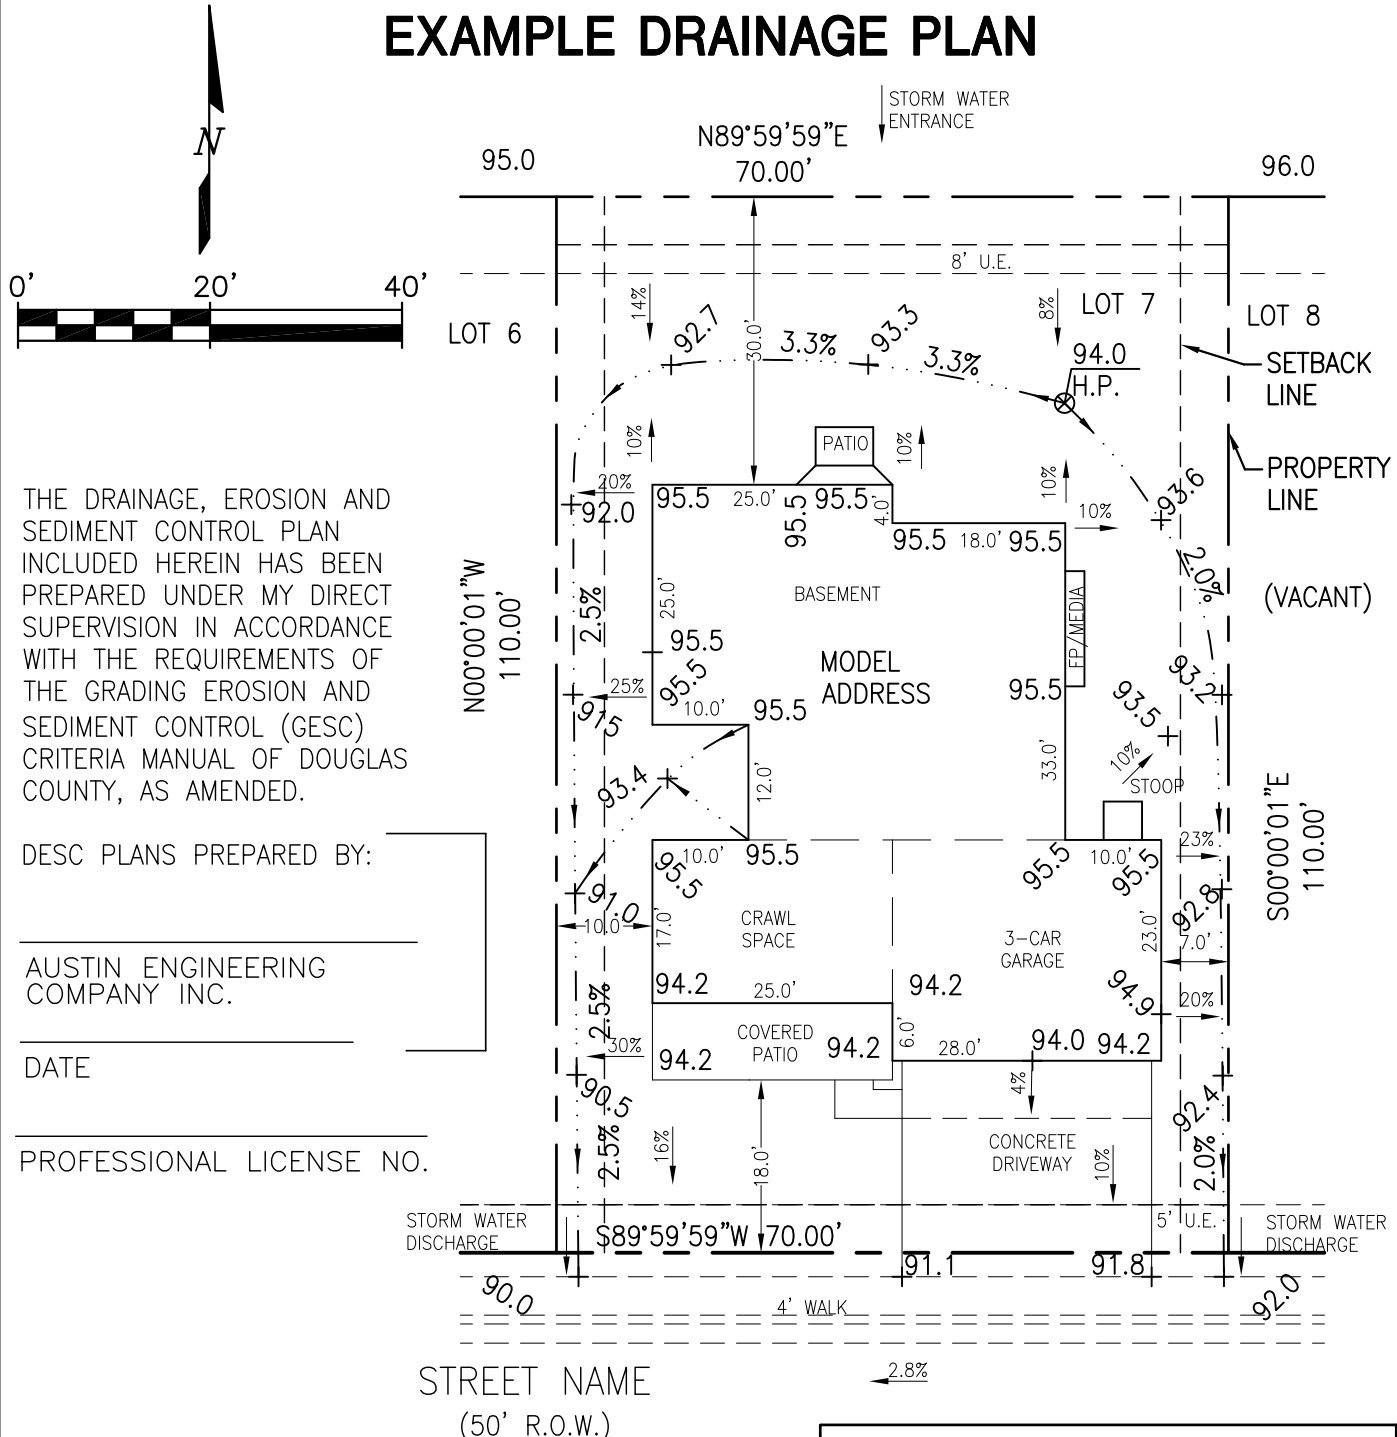 EXAMPLE DRAINAGE PLAN
STORM WATER
ENTRANCE
N
N89°59'59"E
70.00'
95.0
96.0
0'
20'
40'
8' U.E.
LOT 6
LOT 7
LOT 8
14%
92.7
30.0'
3.3%
93.3
3.3%
8%
94.0
H.P.
SETBACK
LINE
PROPERTY
LINE
10%
PATIO
10%
10%
93.6
10%
20%
92.0
95.5
25.0'
95.5
95.5
4.0'
95.5
18.0'
95.5
THE DRAINAGE, EROSION AND
SEDIMENT CONTROL PLAN
INCLUDED HEREIN HAS BEEN
PREPARED UNDER MY DIRECT
SUPERVISION IN ACCORDANCE
WITH THE REQUIREMENTS OF
THE GRADING EROSION AND
SEDIMENT CONTROL (GESC)
CRITERIA MANUAL OF DOUGLAS
COUNTY, AS AMENDED.
DESC PLANS PREPARED BY:
AUSTIN ENGINEERING
COMPANY INC.
DATE
PROFESSIONAL LICENSE NO.
N00°00'01"W
110.00'
2.5%
25.0'
BASEMENT
2.0%
(VACANT)
FP/MEDIA
95.5
95.5
MODEL
ADDRESS
95.5
93.2
25%
915
10.0'
95.5
93.5
10%
STOOP
33.0'
93.4
12.0'
S00°00'01"E
110.00'
10.0'
95.5
95.5
95.5
10.0'
95.5
23%
91.0
10.0'
17.0'
CRAWL
SPACE
3-CAR
GARAGE
23.0'
92.8
7.0'
94.2
25.0'
94.2
94.9
20%
2.5%
30%
COVERED
PATIO
94.2
94.2
6.0'
28.0'
94.0
94.2
90.5
4%
92.4
2.5%
16%
18.0'
CONCRETE
DRIVEWAY
10%
2.0%
STORM WATER
DISCHARGE
S89°59'59"W 70.00'
5' U.E.
STORM WATER
DISCHARGE
90.0
91.1
91.8
92.0
4' WALK
STREET NAME
(50' R.O.W.)
2.8%